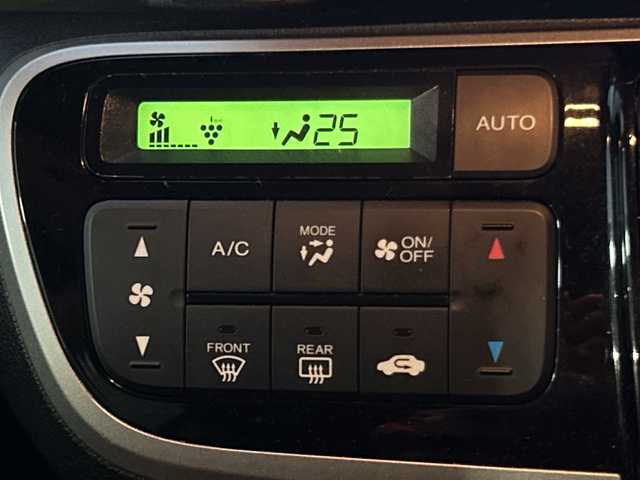 25
AUTO
A/C
MODE
ON/
OFF
FRONT
REAR